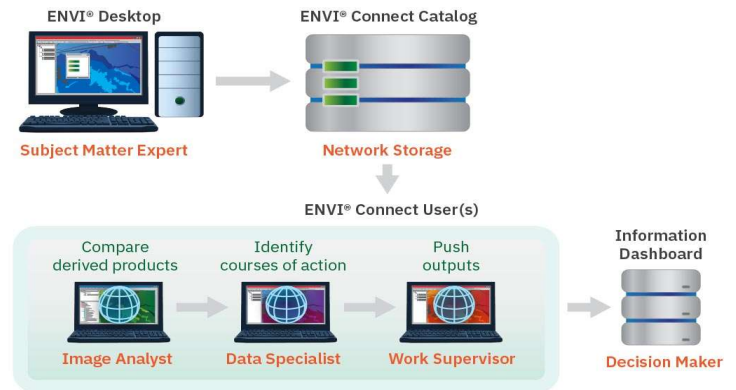 ENVI® Desktop
ENVI® Connect Catalog
Subject Matter Expert
Network Storage
ENVI® Connect User(s)
Compare
derived products
Identify
courses of action
Push
outputs
Image Analyst
Data Specialist
Work Supervisor
Information
Dashboard
Decision Maker